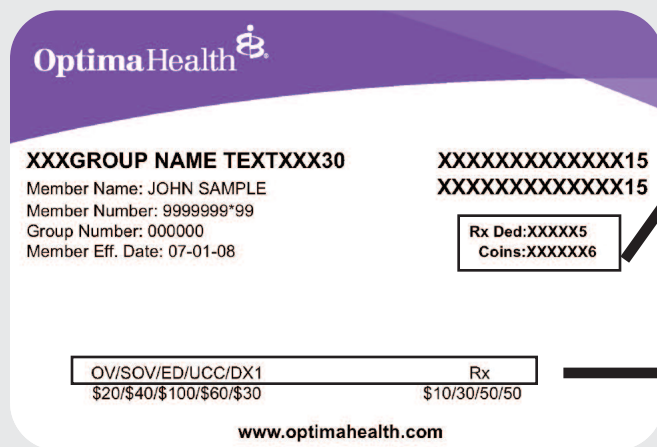 OptimaHealth®
XXXGROUP NAME TEXTXXX30
XXXXXXXXXXXXX15
Member Name: JOHN SAMPLE
XXXXXXXXXXXXX15
Member Number: 9999999*99
Group Number: 000000
Rx Ded:XXXXX5
Member Eff. Date: 07-01-08
Coins:XXXXXX6
OV/SOV/ED/UCC/DX1 Rx
$20/$40/$100/$60/$30 $10/30/50/50
www.optimahealth.com